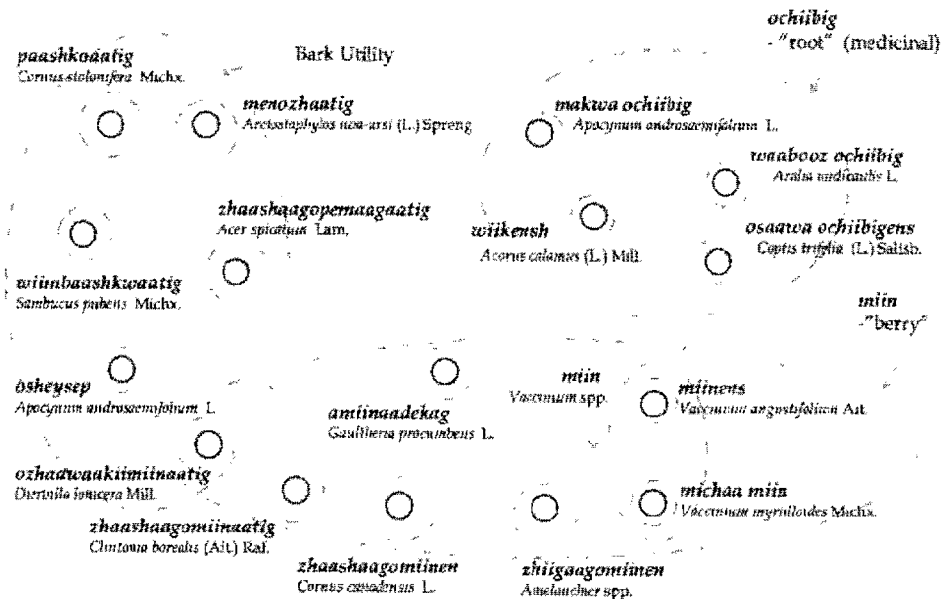 ochiibig
- "root" (medicinal)
paashkoaatig
Cornus stolonifera Michx.
Bark Utility
menozhaatig
Arctostaphylos uva-ursi (L.) Spreng
makwa ochiibig
Apocynum androsaemifolium L.
waabooz ochiibig
Aralia nudicaulis L.
zhaashaagopemaagaatig
Acer spicatum Lam.
wiikensh
Acorus calamus (L.) Mill.
osaawa ochiibigens
Coptis trifolia (L.) Salisb.
wiimbaashkwaatig
Sambucus pubens Michx.
miin
-"berry"
osheysep
Apocynum androsaemifolium L.
amiinaadekag
Gaultheria procumbens L.
miin
Vaccinium spp.
miinens
Vaccinium angustifolium Ait.
ozhaawaakiimiinaatig
Diervilla lonicera Mill.
zhaashaagomiinaatig
Clintonia borealis (Ait.) Raf.
michaa miin
Vaccinium myrtilloides Michx.
zhaashaagomiinen
Cornus canadensis L.
zhiigaagomiinen
Amelanchier spp.